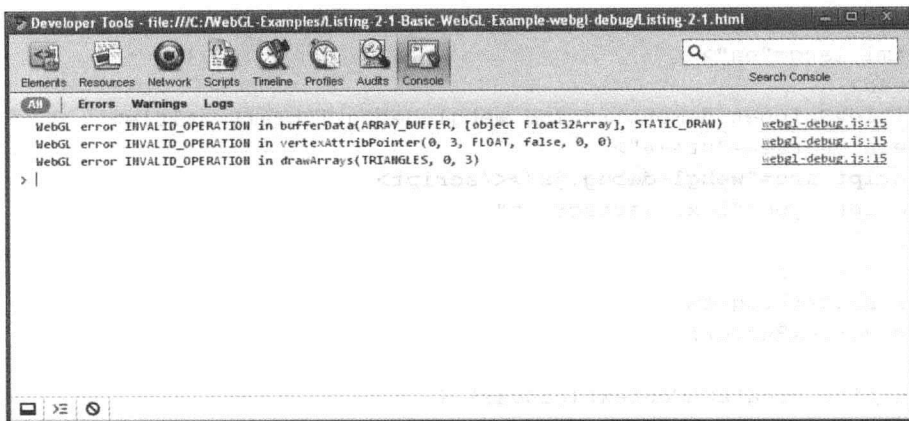 Developer Tools - file:///C:/WebGL-Examples/Listing-2-1-Basic-WebGL-Example-webgl-debug/Listing-2-1.html
Elements Resources Network Scripts Timeline Profiles Audits Console
Search Console
All Errors Warnings Logs
WebGL error INVALID_OPERATION in bufferData(ARRAY_BUFFER, [object Float32Array], STATIC_DRAW) webgl-debug.js:15
WebGL error INVALID_OPERATION in vertexAttribPointer(0, 3, FLOAT, false, 0, 0) webgl-debug.js:15
WebGL error INVALID_OPERATION in drawArrays(TRIANGLES, 0, 3) webgl-debug.js:15
>